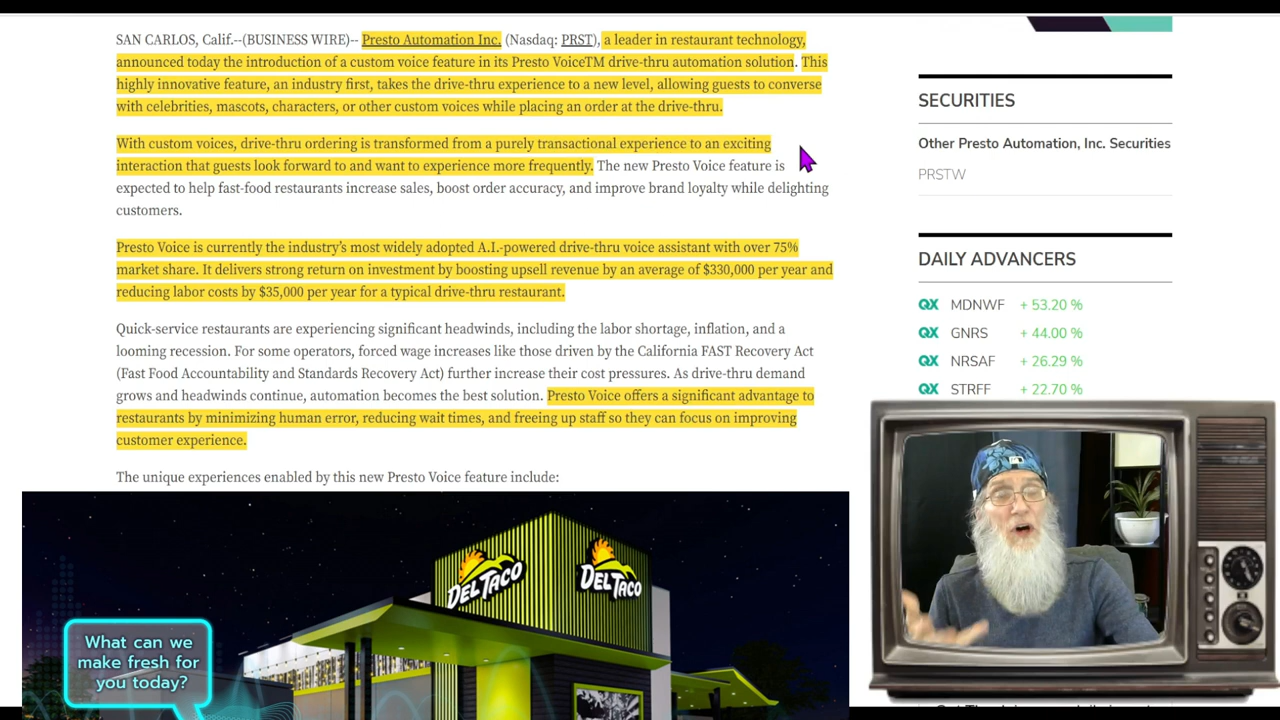 SAN CARLOS, Calif.--(BUSINESS WIRE)-- Presto Automation Inc. (Nasdaq: PRST), a leader in restaurant technology,
announced today the introduction of a custom voice feature in its Presto VoiceTM drive-thru automation solution. This
highly innovative feature, an industry first, takes the drive-thru experience to a new level, allowing guests to converse
with celebrities, mascots, characters, or other custom voices while placing an order at the drive-thru.
With custom voices, drive-thru ordering is transformed from a purely transactional experience to an exciting
interaction that guests look forward to and want to experience more frequently. The new Presto Voice feature is
expected to help fast-food restaurants increase sales, boost order accuracy, and improve brand loyalty while delighting
customers.
Presto Voice is currently the industry’s most widely adopted A.I.-powered drive-thru voice assistant with over 75%
market share. It delivers strong return on investment by boosting upsell revenue by an average of $330,000 per year and
reducing labor costs by $35,000 per year for a typical drive-thru restaurant.
Quick-service restaurants are experiencing significant headwinds, including the labor shortage, inflation, and a
looming recession. For some operators, forced wage increases like those driven by the California FAST Recovery Act
(Fast Food Accountability and Standards Recovery Act) further increase their cost pressures. As drive-thru demand
grows and headwinds continue, automation becomes the best solution. Presto Voice offers a significant advantage to
restaurants by minimizing human error, reducing wait times, and freeing up staff so they can focus on improving
customer experience.
The unique experiences enabled by this new Presto Voice feature include:
DEL TACO
DEL TACO
What can we
make fresh for
you today?
SECURITIES
Other Presto Automation, Inc. Securities
PRSTW
DAILY ADVANCERS
QX MDNWF + 53.20 %
QX GNRS + 44.00 %
QX NRSAF + 26.29 %
QX STRFF + 22.70 %